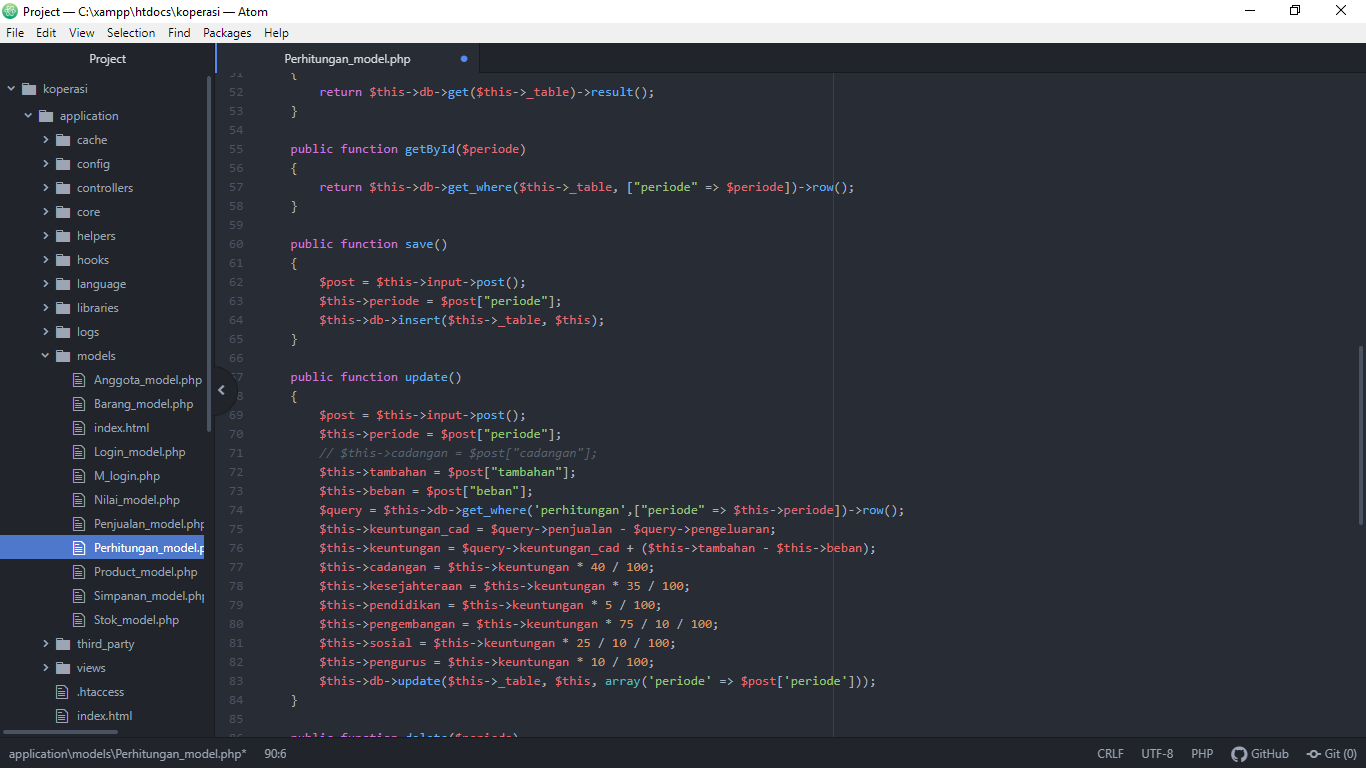 Project — C:\xampp\htdocs\koperasi — Atom
File Edit View Selection Find Packages Help
Project
koperasi
application
cache
config
controllers
core
helpers
hooks
language
libraries
logs
models
Anggota_model.php
Barang_model.php
index.html
Login_model.php
M_login.php
Nilai_model.php
Penjualan_model.php
Perhitungan_model.p
Product_model.php
Simpanan_model.php
Stok_model.php
third_party
views
.htaccess
index.html
Perhitungan_model.php
51 {
52 return $this->db->get($this->_table)->result();
53 }
54
55 public function getById($periode)
56 {
57 return $this->db->get_where($this->_table, ["periode" => $periode])->row();
58 }
59
60 public function save()
61 {
62 $post = $this->input->post();
63 $this->periode = $post["periode"];
64 $this->db->insert($this->_table, $this);
65 }
66
67 public function update()
8 {
69 $post = $this->input->post();
70 $this->periode = $post["periode"];
71 // $this->cadangan = $post["cadangan"];
72 $this->tambahan = $post["tambahan"];
73 $this->beban = $post["beban"];
74 $query = $this->db->get_where('perhitungan',["periode" => $this->periode])->row();
75 $this->keuntungan_cad = $query->penjualan - $query->pengeluaran;
76 $this->keuntungan = $query->keuntungan_cad + ($this->tambahan - $this->beban);
77 $this->cadangan = $this->keuntungan * 40 / 100;
78 $this->kesejahteraan = $this->keuntungan * 35 / 100;
79 $this->pendidikan = $this->keuntungan * 5 / 100;
80 $this->pengembangan = $this->keuntungan * 75 / 10 / 100;
81 $this->sosial = $this->keuntungan * 25 / 10 / 100;
82 $this->pengurus = $this->keuntungan * 10 / 100;
83 $this->db->update($this->_table, $this, array('periode' => $post['periode']));
84 }
85
86 public function delete($periode)
application\models\Perhitungan_model.php* 90:6 CRLF UTF-8 PHP GitHub Git (0)